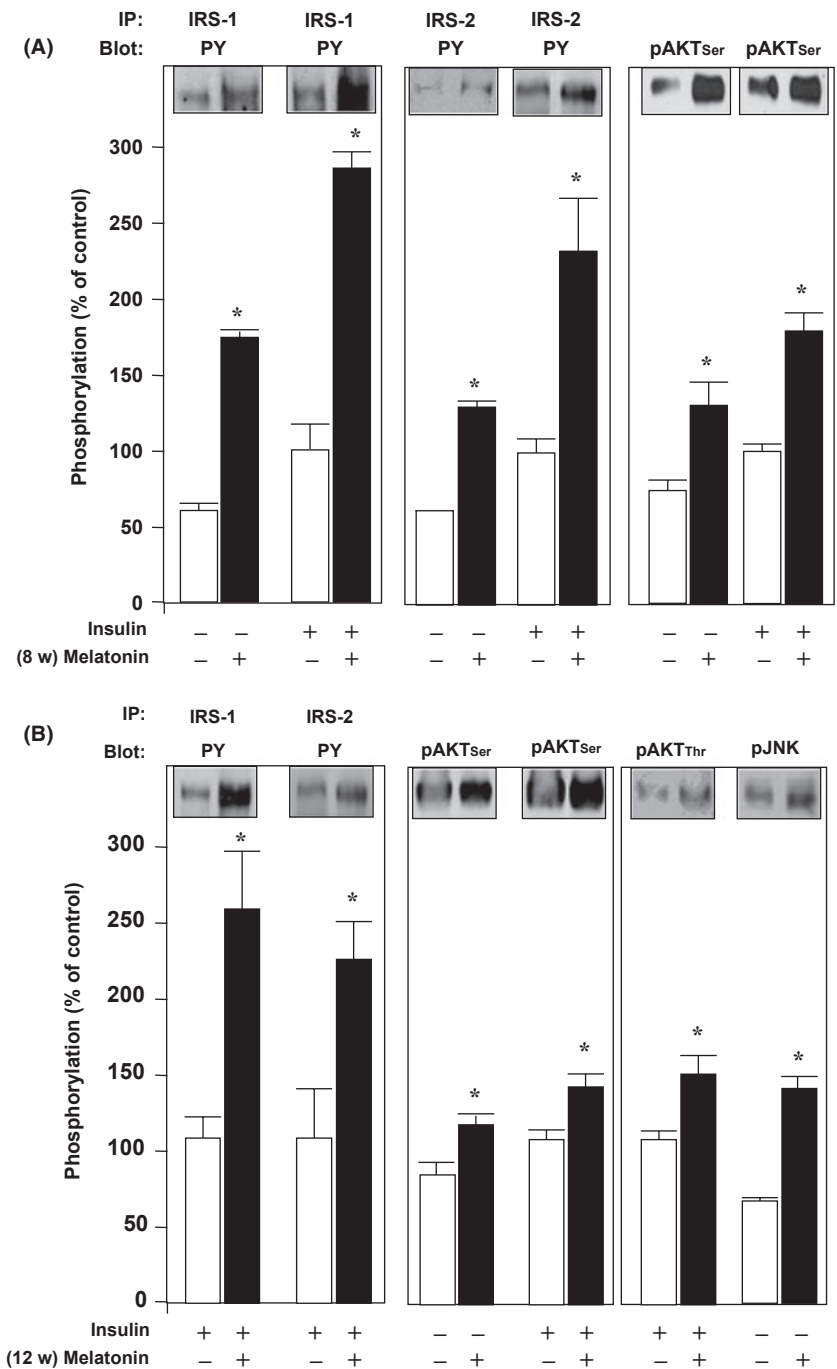 (A)
IP: IRS-1 IRS-1 IRS-2 IRS-2
Blot: PY PY PY PY pAKTSer pAKTSer
Phosphorylation (% of control)
300
250
200
150
100
50
0
* * * * * *
Insulin – – + + – – + + – – + +
(8 w) Melatonin – + – + – + – + – + – +
(B)
IP: IRS-1 IRS-2
Blot: PY PY pAKTSer pAKTSer pAKTThr pJNK
Phosphorylation (% of control)
300
250
200
150
100
50
0
* * * * * *
Insulin + + + + – – + + + + – –
(12 w) Melatonin – + – + – + – + – + – +